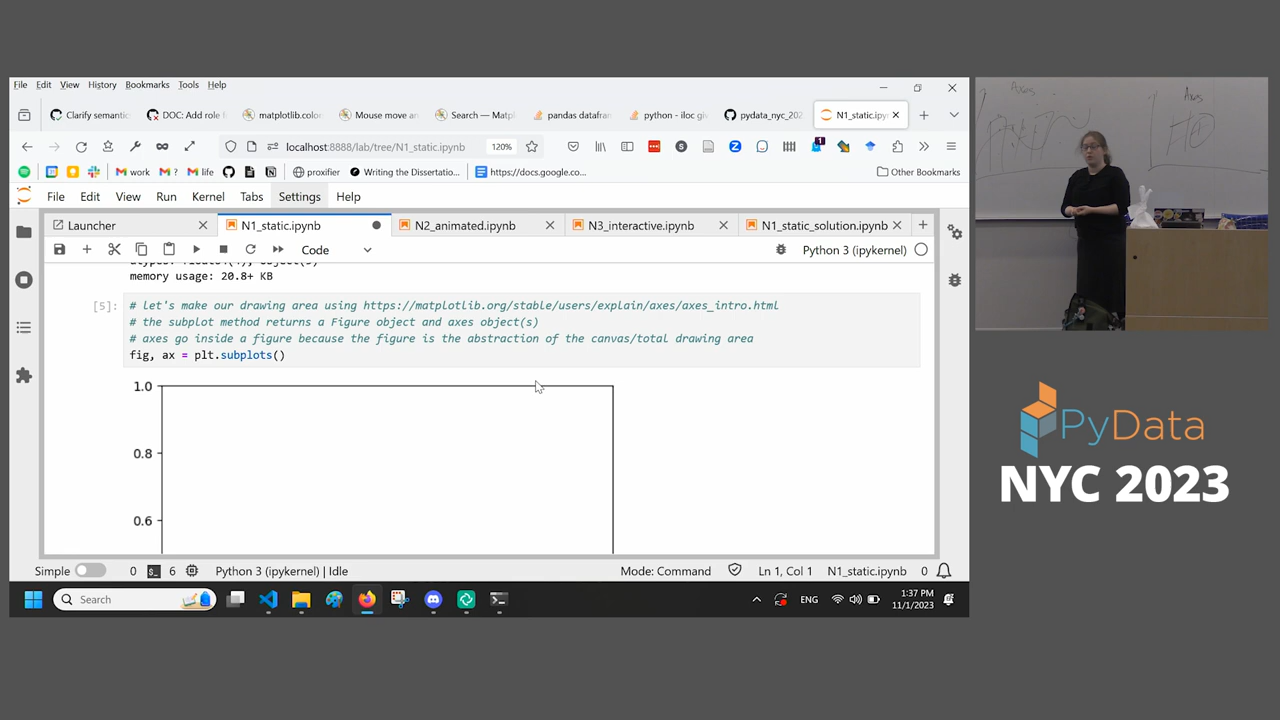 File Edit View History Bookmarks Tools Help
Clarify semantic
DOC: Add role f
matplotlib.color
Mouse move an
Search — Matpl
pandas datafran
python - iloc giv
pydata_nyc_202
N1_static.ipyn
localhost:8888/lab/tree/N1_static.ipynb
120%
1
work ? life proxifier Writing the Dissertatio... https://docs.google.co... Other Bookmarks
File Edit View Run Kernel Tabs Settings Help
Launcher N1_static.ipynb N2_animated.ipynb N3_interactive.ipynb N1_static_solution.ipynb
Code Python 3 (ipykernel)
memory usage: 20.8+ KB
[5]: # let's make our drawing area using https://matplotlib.org/stable/users/explain/axes/axes_intro.html
# the subplot method returns a Figure object and axes object(s)
# axes go inside a figure because the figure is the abstraction of the canvas/total drawing area
fig, ax = plt.subplots()
1.0
0.8
0.6
Simple 0 6 Python 3 (ipykernel) | Idle Mode: Command Ln 1, Col 1 N1_static.ipynb 0
Search ENG 1:37 PM
11/1/2023
Axes
Axes
PyData
NYC 2023